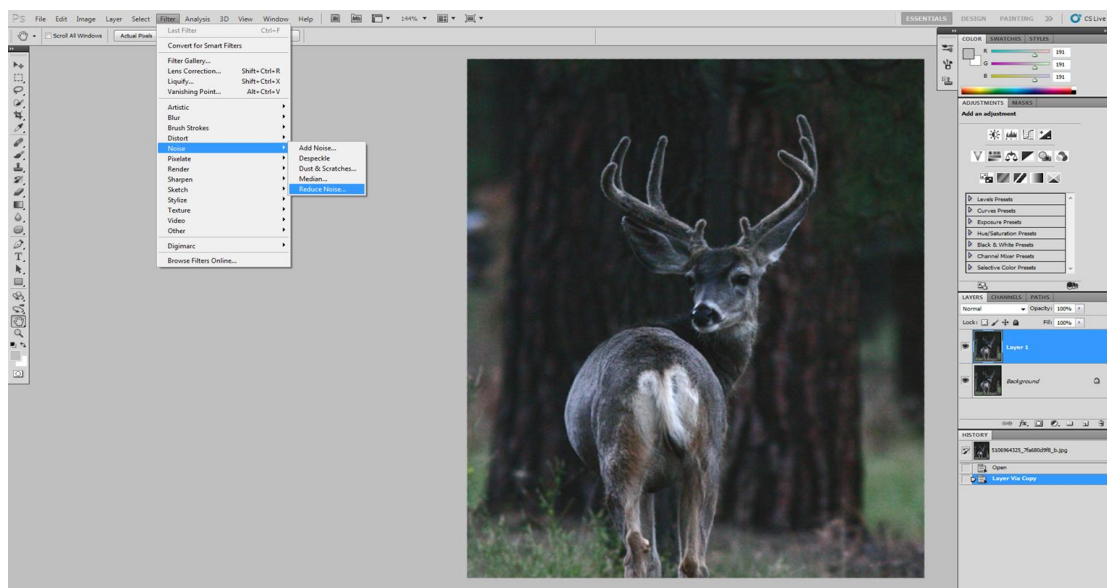 PS File Edit Image Layer Select Filter Analysis 3D View Window Help Br Mb 144% ESSENTIALS DESIGN PAINTING >> CS Live
Scroll All Windows Actual Pixels
Last Filter Ctrl+F
Convert for Smart Filters
Filter Gallery...
Lens Correction... Shift+Ctrl+R
Liquify... Shift+Ctrl+X
Vanishing Point... Alt+Ctrl+V
Artistic
Blur
Brush Strokes
Distort
Noise
Pixelate
Render
Sharpen
Sketch
Stylize
Texture
Video
Other
Digimarc
Browse Filters Online...
Add Noise...
Despeckle
Dust & Scratches...
Median...
Reduce Noise...
COLOR SWATCHES STYLES
R 191
G 191
B 191
ADJUSTMENTS MASKS
Add an adjustment
Levels Presets
Curves Presets
Exposure Presets
Hue/Saturation Presets
Black & White Presets
Channel Mixer Presets
Selective Color Presets
LAYERS CHANNELS PATHS
Normal Opacity: 100%
Lock: Fill: 100%
Layer 1
Background
fx
HISTORY
Open
Layer Via Copy